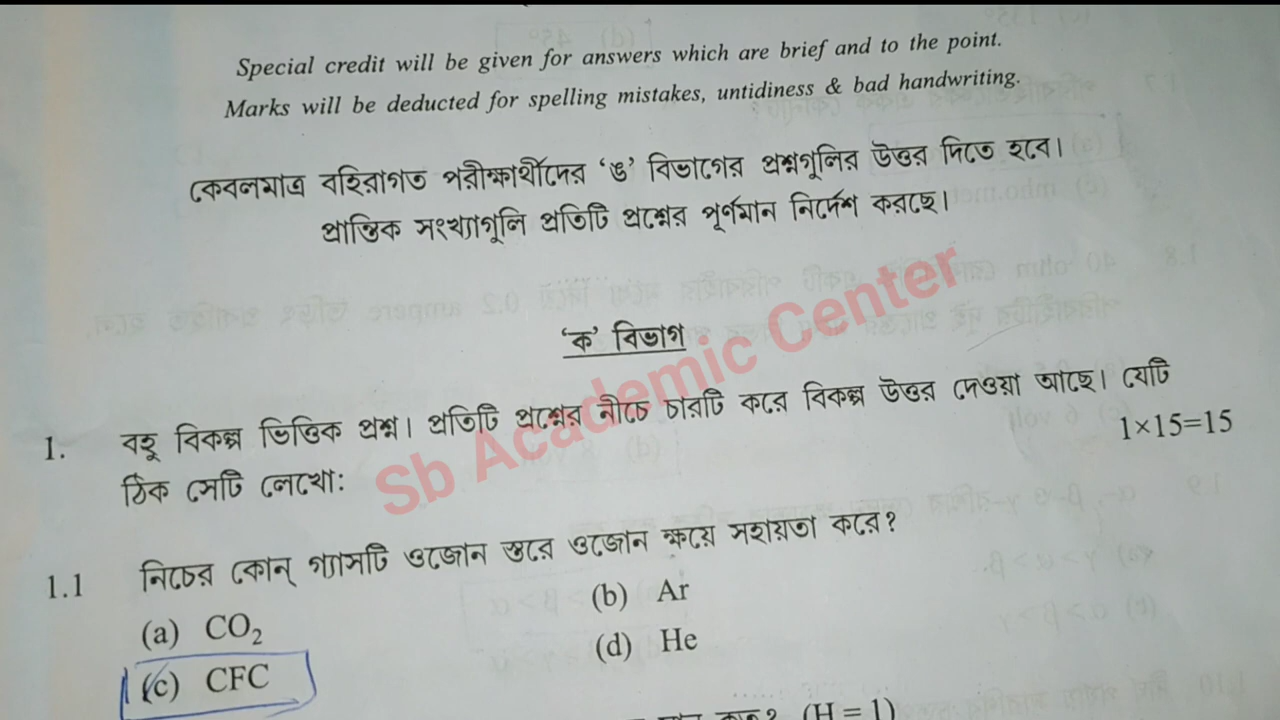 Special credit will be given for answers which are brief and to the point.
Marks will be deducted for spelling mistakes, untidiness & bad handwriting.
কেবলমাত্র বহিরাগত পরীক্ষার্থীদের ‘ঙ’ বিভাগের প্রশ্নগুলির উত্তর দিতে হবে।
প্রান্তিক সংখ্যাগুলি প্রতিটি প্রশ্নের পূর্ণমান নির্দেশ করছে।
‘ক’ বিভাগ
1. বহু বিকল্প ভিত্তিক প্রশ্ন। প্রতিটি প্রশ্নের নীচে চারটি করে বিকল্প উত্তর দেওয়া আছে। যেটি
ঠিক সেটি লেখো: 1×15=15
Sb Academic Center
1.1 নিচের কোন্ গ্যাসটি ওজোন স্তরে ওজোন ক্ষয়ে সহায়তা করে?
(a) CO₂ (b) Ar
(c) CFC (d) He
(H = 1)